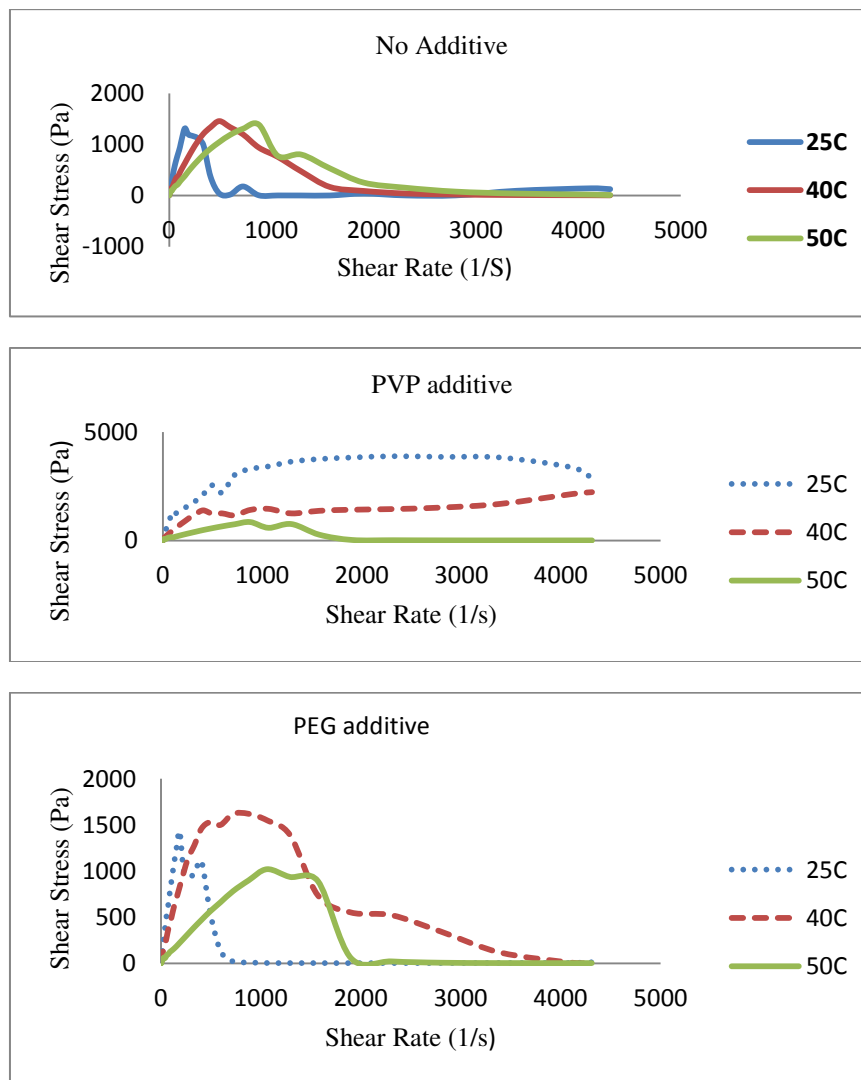 No Additive
Shear Stress (Pa)
2000
1000
0
-1000
0 1000 2000 3000 4000 5000
Shear Rate (1/S)
25C
40C
50C
PVP additive
Shear Stress (Pa)
5000
0
0 1000 2000 3000 4000 5000
Shear Rate (1/s)
25C
40C
50C
PEG additive
Shear Stress (Pa)
2000
1500
1000
500
0
0 1000 2000 3000 4000 5000
Shear Rate (1/s)
25C
40C
50C